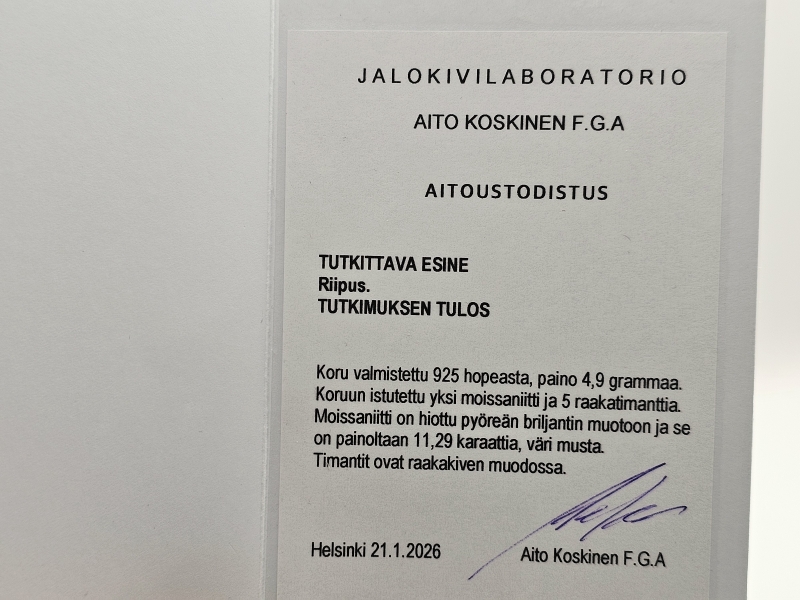 JALOKIVILABORATORIO
AITO KOSKINEN F.G.A
AITOUSTODISTUS
TUTKITTAVA ESINE
Riipus.
TUTKIMUKSEN TULOS
Koru valmistettu 925 hopeasta, paino 4,9 grammaa.
Koruun istutettu yksi moissaniitti ja 5 raakatimanttia.
Moissaniitti on hiottu pyöreän briljantin muotoon ja se
on painoltaan 11,29 karaattia, väri musta.
Timantit ovat raakakiven muodossa.
Helsinki 21.1.2026
Aito Koskinen F.G.A